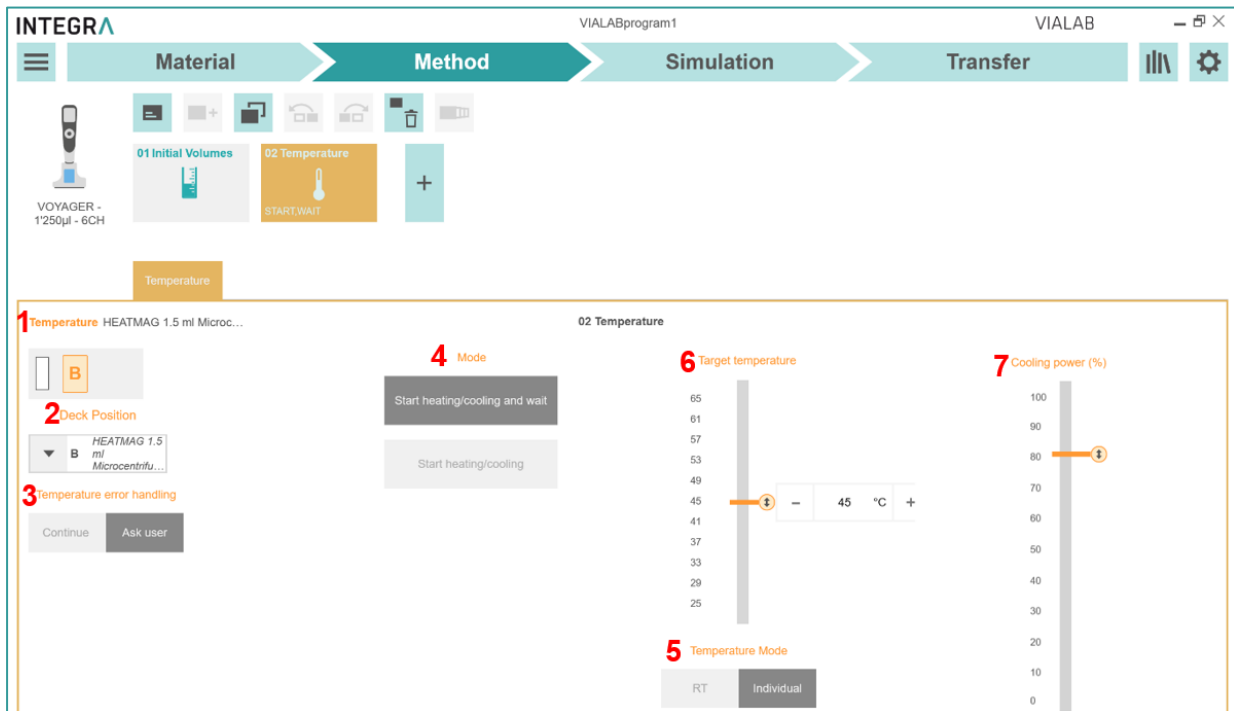 INTEGRA
VIALABprogram1
VIALAB
Material
Method
Simulation
Transfer
01 Initial Volumes
02 Temperature
START,WAIT
+
VOYAGER -
1'250µl - 6CH
Temperature
1 Temperature HEATMAG 1.5 ml Microc...
02 Temperature
B
2 Deck Position
B HEATMAG 1.5
ml
Microcentrifu...
3 Temperature error handling
Continue
Ask user
4 Mode
Start heating/cooling and wait
Start heating/cooling
6 Target temperature
65
61
57
53
49
45
41
37
33
29
25
− 45 °C +
5 Temperature Mode
RT
Individual
7 Cooling power (%)
100
90
80
70
60
50
40
30
20
10
0